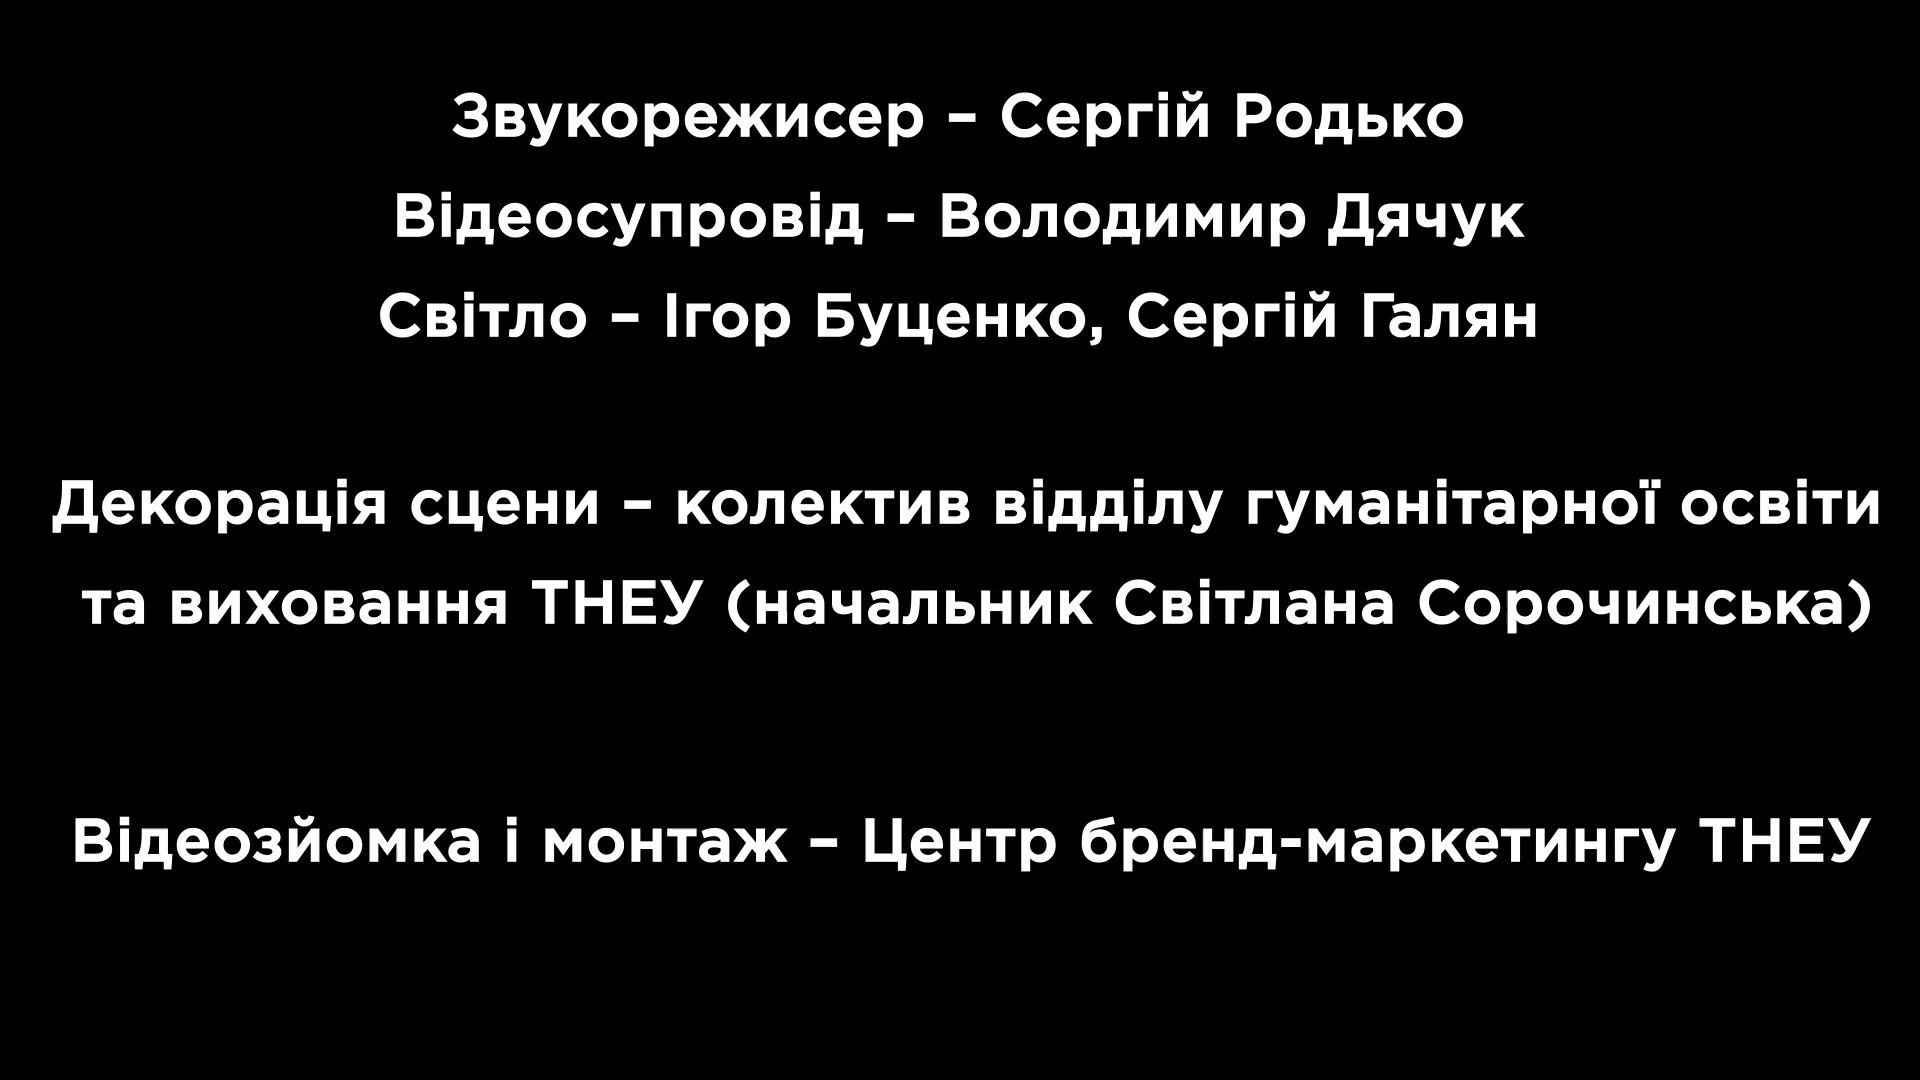 Звукорежисер – Сергій Родько
Відеосупровід – Володимир Дячук
Світло – Ігор Буценко, Сергій Галян
Декорація сцени – колектив відділу гуманітарної освіти
та виховання ТНЕУ (начальник Світлана Сорочинська)
Відеозйомка і монтаж – Центр бренд-маркетингу ТНЕУ